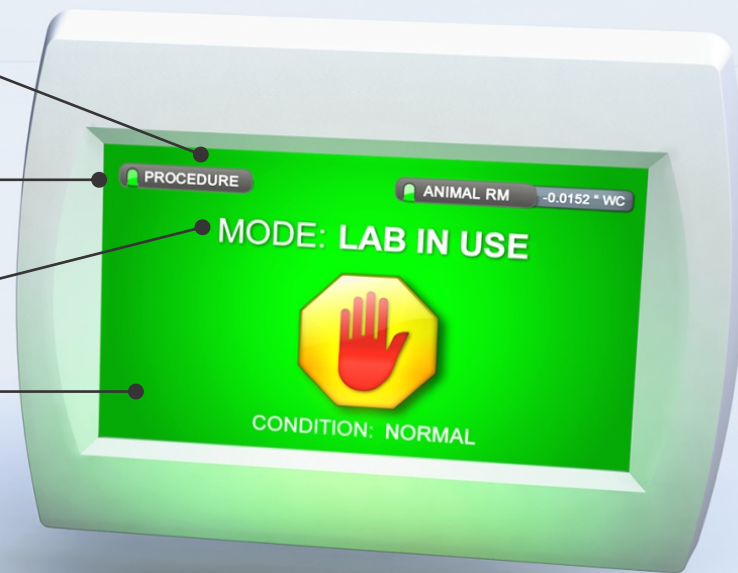 PROCEDURE
ANIMAL RM -0.0152 " WC
MODE: LAB IN USE
CONDITION: NORMAL